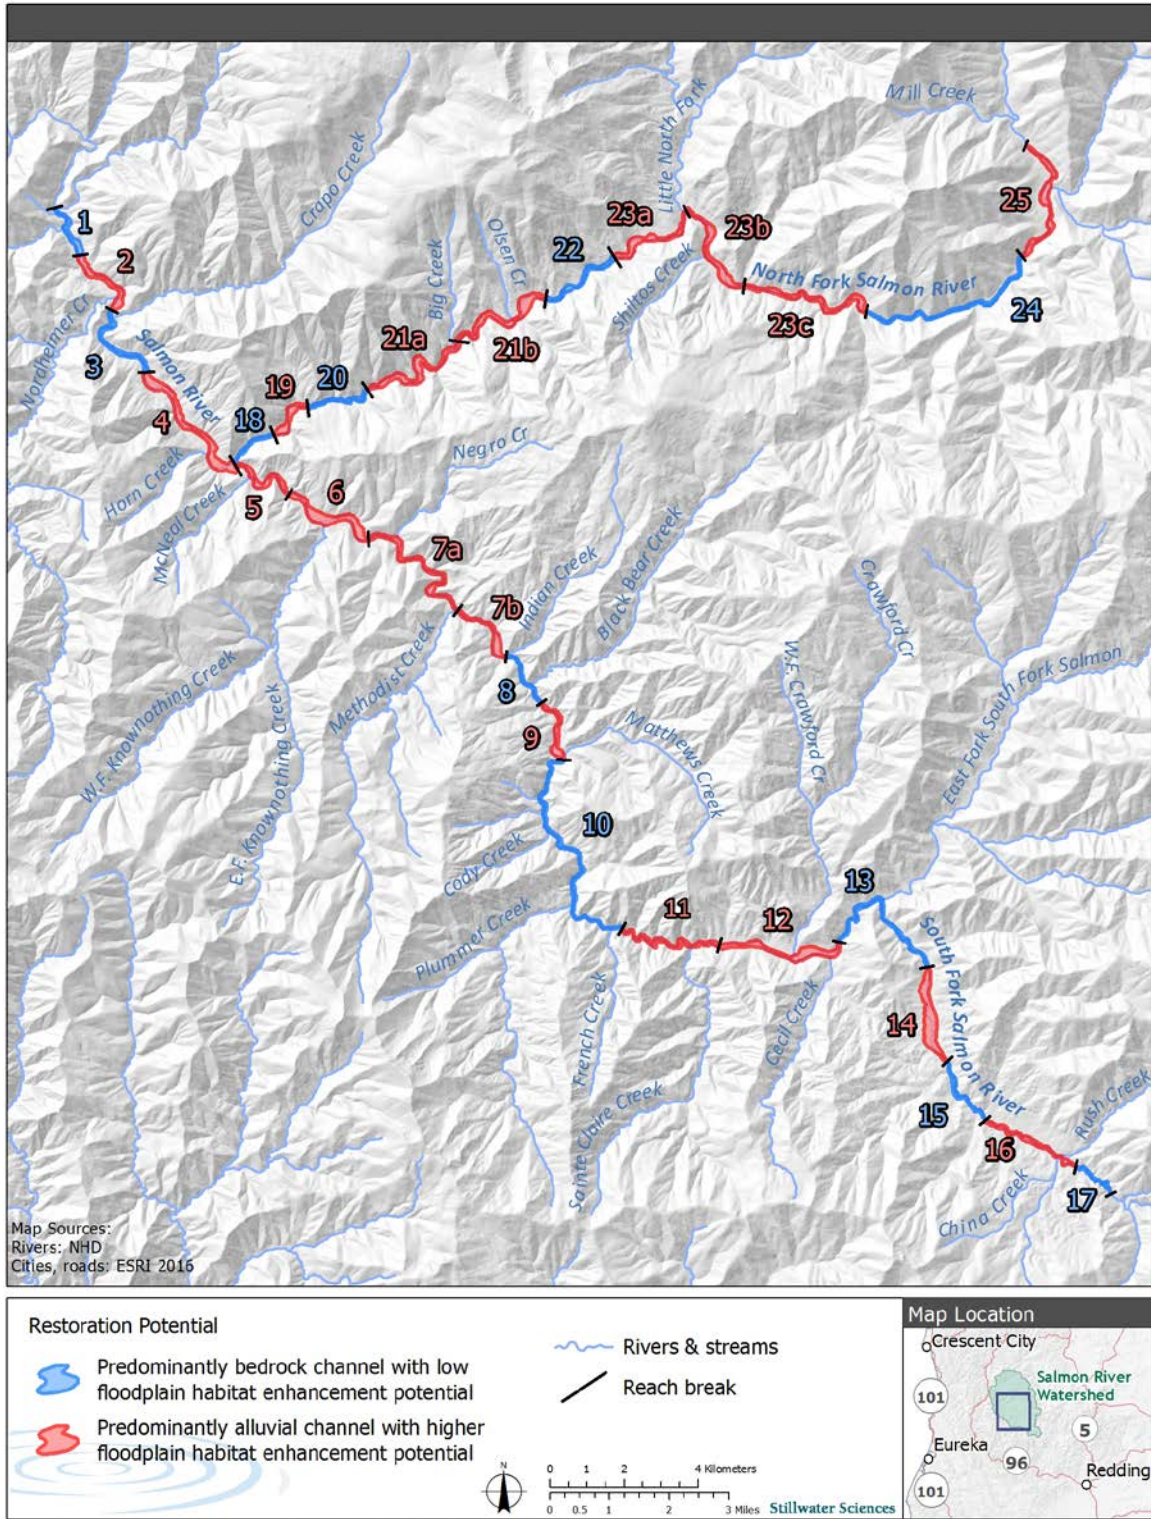 Mill Creek
Little North Fork
Crapo Creek
25
1
23a
23b
2
Olsen Cr
22
North Fork Salmon River
Big Creek
Shiltos Creek
24
Nordheimer Cr
23c
21a
21b
Salmon River
3
19
20
4
18
Negro Cr
Horn Creek
5
6
McNeal Creek
7a
Indian Creek
Black Bear Creek
7b
Crawford Cr
W.F. Crawford Cr
East Fork South Fork Salmon
Methodist Creek
W.F. Knownothing Creek
E.F. Knownothing Creek
8
9
Matthews Creek
10
Cody Creek
13
11
12
Plummer Creek
South Fork Salmon River
French Creek
Cecil Creek
14
Sainte Claire Creek
15
16
Rush Creek
China Creek
17
Map Sources:
Rivers: NHD
Cities, roads: ESRI 2016
Restoration Potential
Predominantly bedrock channel with low
floodplain habitat enhancement potential
Predominantly alluvial channel with higher
floodplain habitat enhancement potential
Rivers & streams
Reach break
N
0 1 2 4 Kilometers
0 0.5 1 2 3 Miles
Stillwater Sciences
Map Location
Crescent City
Salmon River
Watershed
101
5
Eureka
96
Redding
101